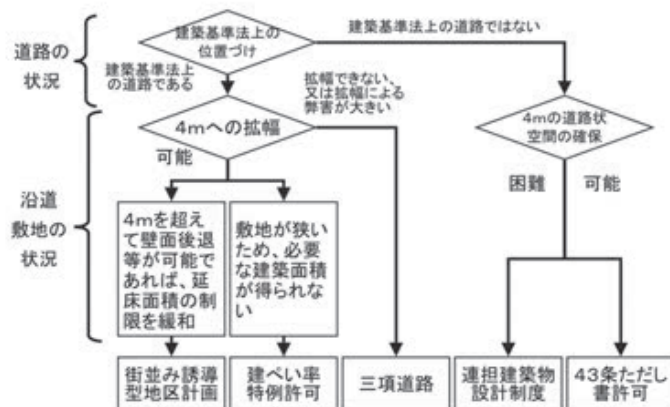 道路の
状況
建築基準法上の
位置づけ
建築基準法上の道路ではない
建築基準法上
の道路である
拡幅できない、
又は拡幅による
弊害が大きい
4mへの拡幅
4mの道路状
空間の確保
可能
困難
可能
沿道
敷地の
状況
4mを超え
て壁面後退
等が可能で
あれば、延
床面積の制
限を緩和
敷地が狭い
ため、必要
な建築面積
が得られない
街並み誘導
型地区計画
建ぺい率
特例許可
三項道路
連担建築物
設計制度
43条ただし
書許可